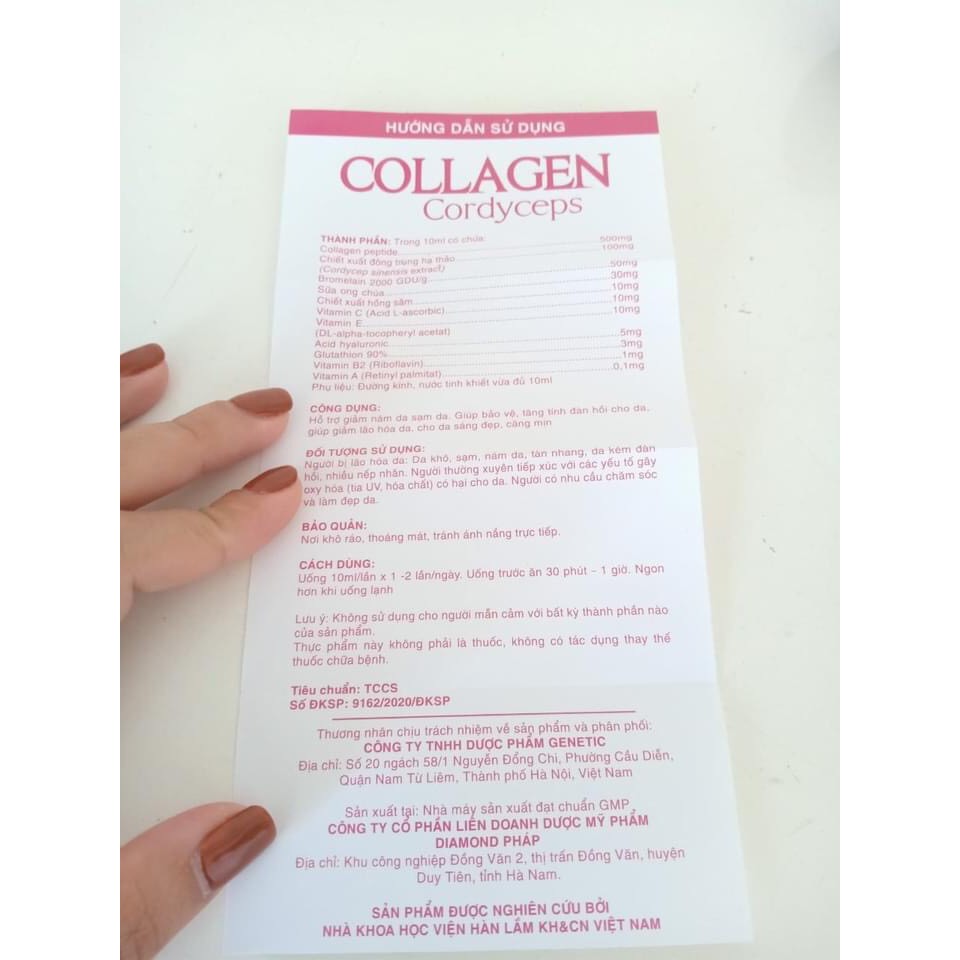 HƯỚNG DẪN SỬ DỤNG
COLLAGEN
Cordyceps
THÀNH PHẦN: Trong 10ml có chứa:
Collagen peptide..........500mg
Chiết xuất đông trùng hạ thảo..........100mg
(Cordycep sinensis extract)
Bromelain 2000 GDU/g..........50mg
Sữa ong chúa..........30mg
Chiết xuất hồng sâm..........10mg
Vitamin C (Acid L-ascorbic)..........10mg
Vitamin E..........10mg
(DL-alpha-tocopheryl acetat)
Acid hyaluronic..........5mg
Glutathion 90%..........3mg
Vitamin B2 (Riboflavin)..........1mg
Vitamin A (Retinyl palmitat)..........0,1mg
Phụ liệu: Đường kính, nước tinh khiết vừa đủ 10ml
CÔNG DỤNG:
Hỗ trợ giảm nám da sạm da. Giúp bảo vệ, tăng tính đàn hồi cho da,
giúp giảm lão hóa da, cho da sáng đẹp, căng mịn
ĐỐI TƯỢNG SỬ DỤNG:
Người bị lão hóa da: Da khô, sạm, nám da, tàn nhang, da kém đàn
hồi, nhiều nếp nhăn. Người thường xuyên tiếp xúc với các yếu tố gây
oxy hóa (tia UV, hóa chất) có hại cho da. Người có nhu cầu chăm sóc
và làm đẹp da.
BẢO QUẢN:
Nơi khô ráo, thoáng mát, tránh ánh nắng trực tiếp.
CÁCH DÙNG:
Uống 10ml/lần x 1 -2 lần/ngày. Uống trước ăn 30 phút - 1 giờ. Ngon
hơn khi uống lạnh
Lưu ý: Không sử dụng cho người mẫn cảm với bất kỳ thành phần nào
của sản phẩm.
Thực phẩm này không phải là thuốc, không có tác dụng thay thế
thuốc chữa bệnh.
Tiêu chuẩn: TCCS
Số ĐKSP: 9162/2020/ĐKSP
Thương nhân chịu trách nhiệm về sản phẩm và phân phối:
CÔNG TY TNHH DƯỢC PHẨM GENETIC
Địa chỉ: Số 20 ngách 58/1 Nguyễn Đổng Chi, Phường Cầu Diễn,
Quận Nam Từ Liêm, Thành phố Hà Nội, Việt Nam
Sản xuất tại: Nhà máy sản xuất đạt chuẩn GMP
CÔNG TY CỔ PHẦN LIÊN DOANH DƯỢC MỸ PHẨM
DIAMOND PHÁP
Địa chỉ: Khu công nghiệp Đồng Văn 2, thị trấn Đồng Văn, huyện
Duy Tiên, tỉnh Hà Nam.
SẢN PHẨM ĐƯỢC NGHIÊN CỨU BỞI
NHÀ KHOA HỌC VIỆN HÀN LÂM KH&CN VIỆT NAM